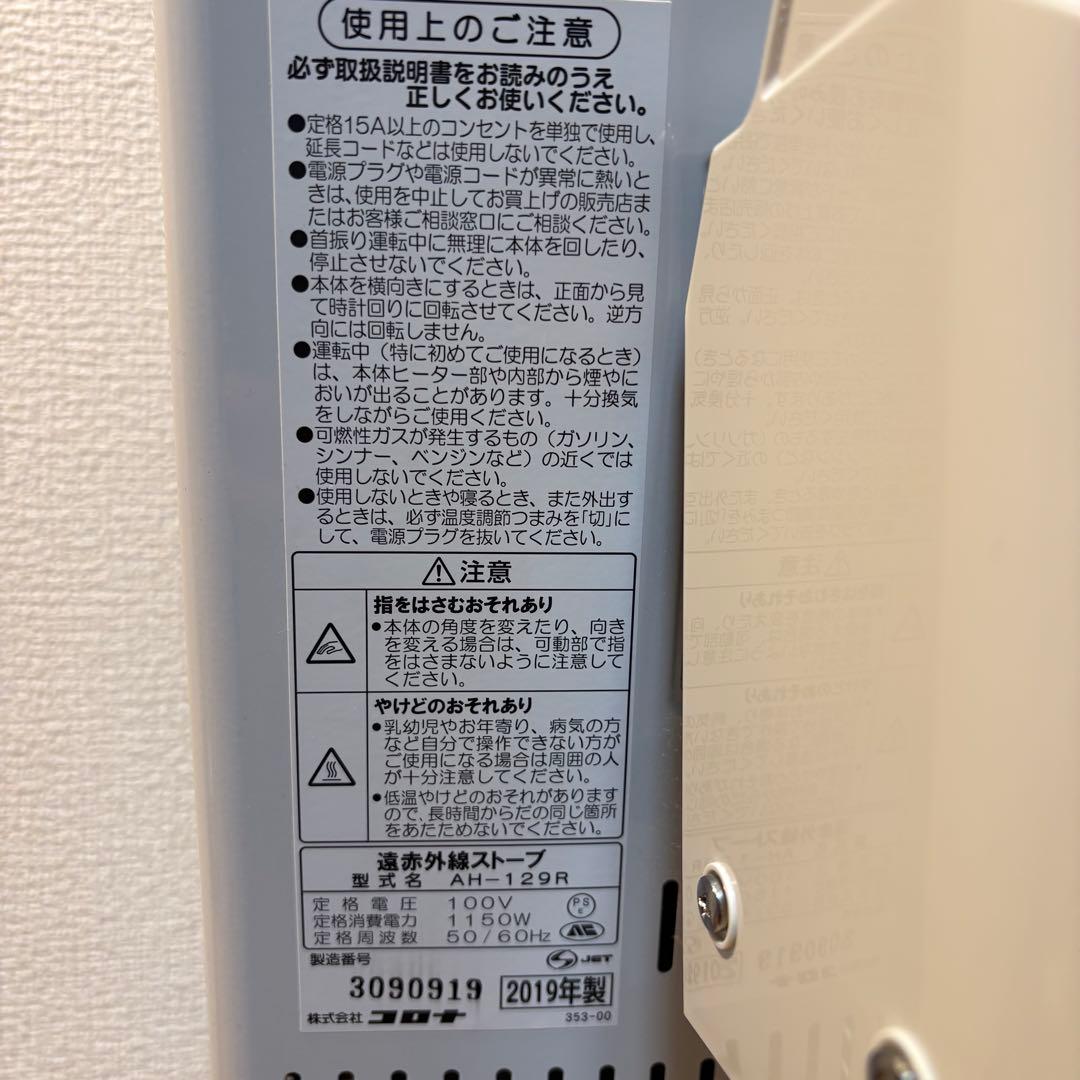 使用上のご注意
必ず取扱説明書をお読みのうえ
正しくお使いください。
●定格15A以上のコンセントを単独で使用し、
延長コードなどは使用しないでください。
●電源プラグや電源コードが異常に熱いと
きは、使用を中止してお買上げの販売店ま
たはお客様ご相談窓口にご相談ください。
●首振り運転中に無理に本体を回したり、
停止させないでください。
●本体を横向きにするときは、正面から見
て時計回りに回転させてください。逆方
向には回転しません。
●運転中（特に初めてご使用になるとき）
は、本体ヒーター部や内部から煙やに
おいが出ることがあります。十分換気
をしながらご使用ください。
●可燃性ガスが発生するもの（ガソリン、
シンナー、ベンジンなど）の近くでは
使用しないでください。
●使用しないときや寝るとき、また外出す
るときは、必ず温度調節つまみを「切」に
して、電源プラグを抜いてください。
⚠注意
指をはさむおそれあり
●本体の角度を変えたり、向き
を変える場合は、可動部で指
をはさまないように注意して
ください。
やけどのおそれあり
●乳幼児やお年寄り、病気の方
など自分で操作できない方が
ご使用になる場合は周囲の人
が十分注意してください。
●低温やけどのおそれがあります
ので、長時間からだの同じ箇所
をあたためないでください。
遠赤外線ストーブ
型式名 AH-129R
定格電圧 100V
定格消費電力 1150W
定格周波数 50/60Hz
PS
E
JET
製造番号
3090919 2019年製
株式会社 コロナ 353-00